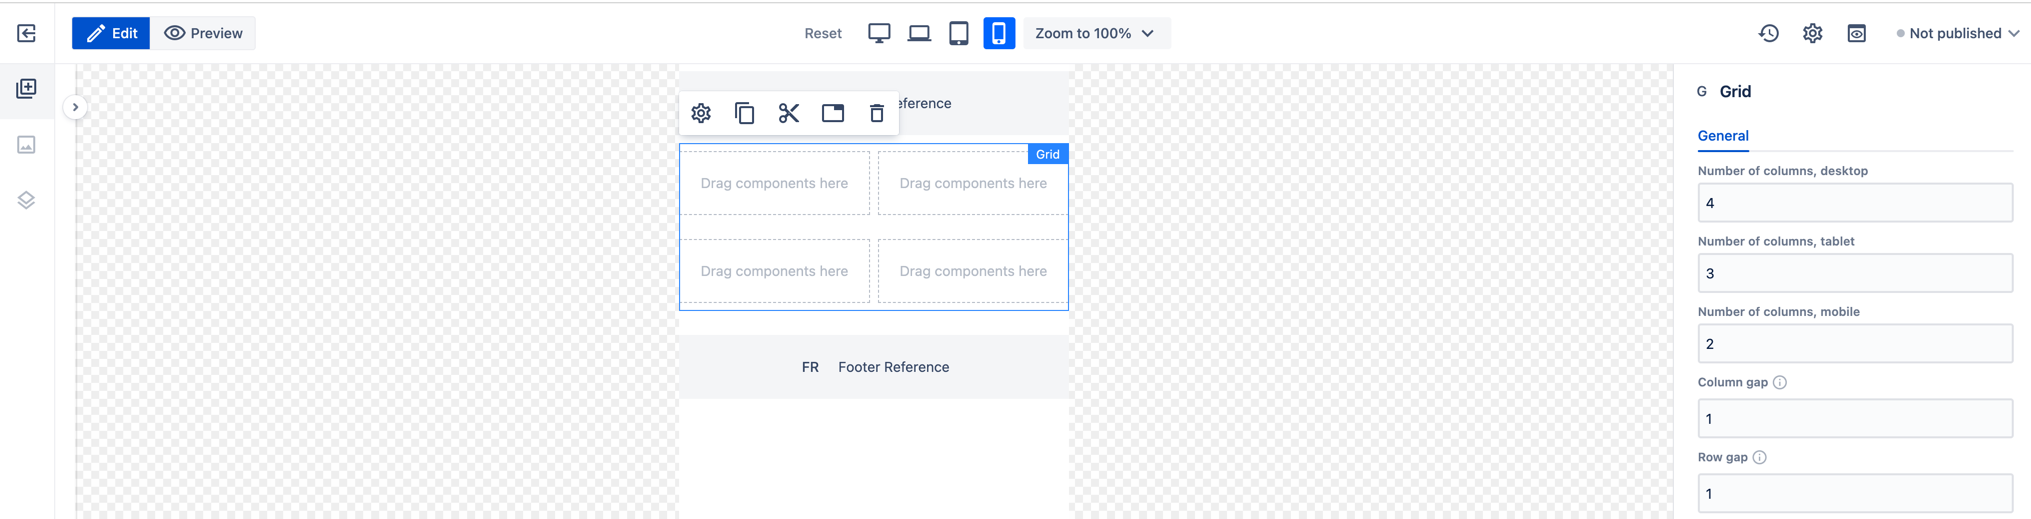 Edit
Preview
Reset
Zoom to 100%
Not published
eference
Grid
Drag components here
Drag components here
Drag components here
Drag components here
FR Footer Reference
G Grid
General
Number of columns, desktop
4
Number of columns, tablet
3
Number of columns, mobile
2
Column gap
1
Row gap
1